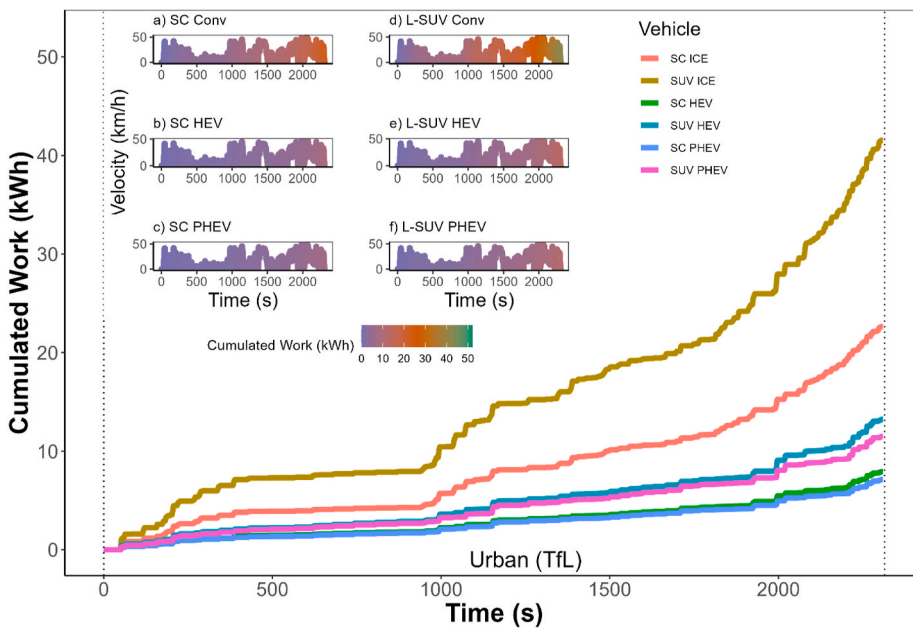 a) SC Conv
d) L-SUV Conv
Vehicle
SC ICE
SUV ICE
SC HEV
SUV HEV
SC PHEV
SUV PHEV
50
0
0 500 1000 1500 2000
50
0
0 500 1000 1500 2000
b) SC HEV
e) L-SUV HEV
50
0
0 500 1000 1500 2000
50
0
0 500 1000 1500 2000
c) SC PHEV
f) L-SUV PHEV
50
0
0 500 1000 1500 2000
50
0
0 500 1000 1500 2000
Velocity (km/h)
Time (s)
Time (s)
Cumulated Work (kWh)
0 10 20 30 40 50
Cumulated Work (kWh)
50
40
30
20
10
0
Urban (TfL)
0 500 1000 1500 2000
Time (s)